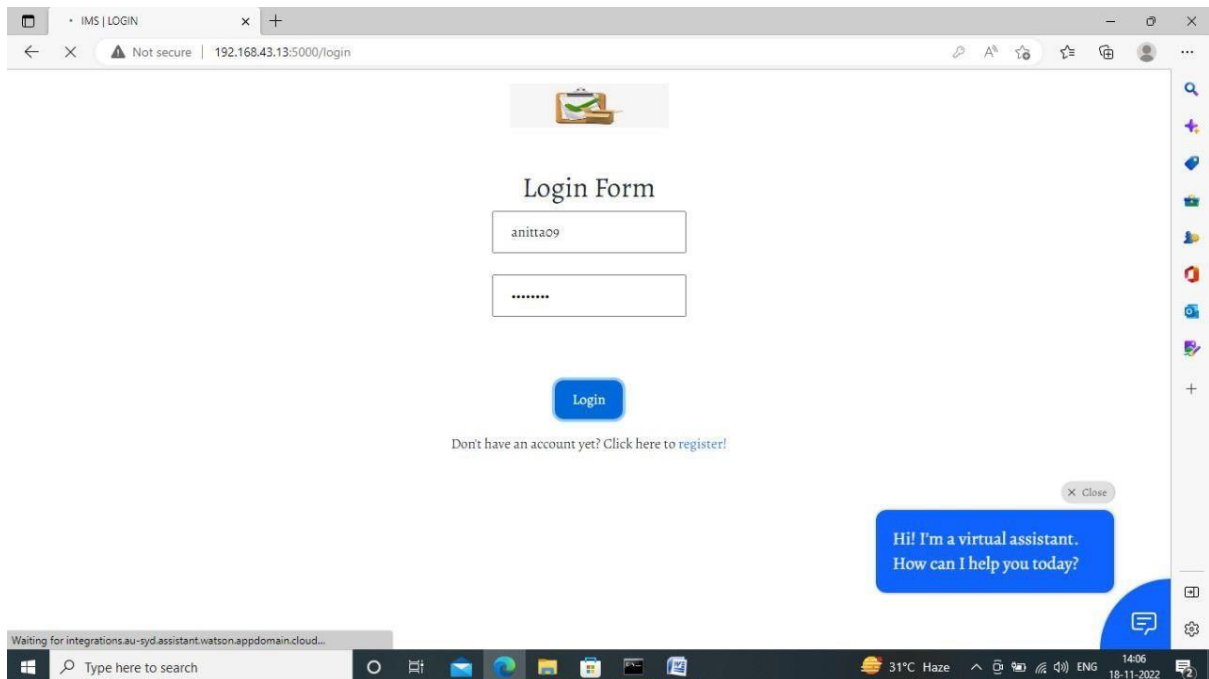 IMS | LOGIN
Not secure | 192.168.43.13:5000/login
Login Form
anitta09
••••••••
Login
Don't have an account yet? Click here to register!
Close
Hi! I'm a virtual assistant.
How can I help you today?
Waiting for integrations.au-syd.assistant.watson.appdomain.cloud...
Type here to search
31°C Haze
ENG
14:06
18-11-2022
2